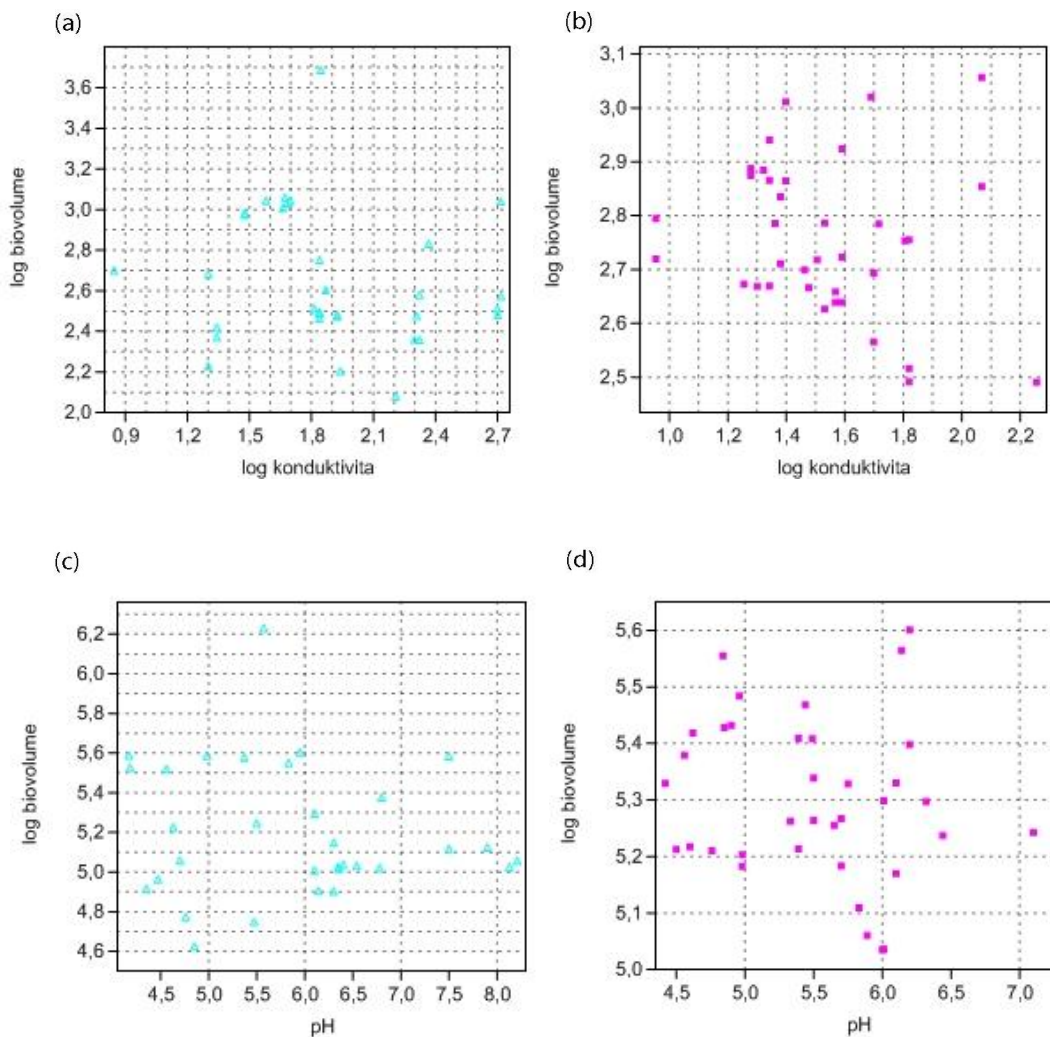 (a)
log biovolume
3,6
3,4
3,2
3,0
2,8
2,6
2,4
2,2
2,0
0,9 1,2 1,5 1,8 2,1 2,4 2,7
log konduktivita
(b)
log biovolume
3,1
3,0
2,9
2,8
2,7
2,6
2,5
1,0 1,2 1,4 1,6 1,8 2,0 2,2
log konduktivita
(c)
log biovolume
6,2
6,0
5,8
5,6
5,4
5,2
5,0
4,8
4,6
4,5 5,0 5,5 6,0 6,5 7,0 7,5 8,0
pH
(d)
log biovolume
5,6
5,5
5,4
5,3
5,2
5,1
5,0
4,5 5,0 5,5 6,0 6,5 7,0
pH